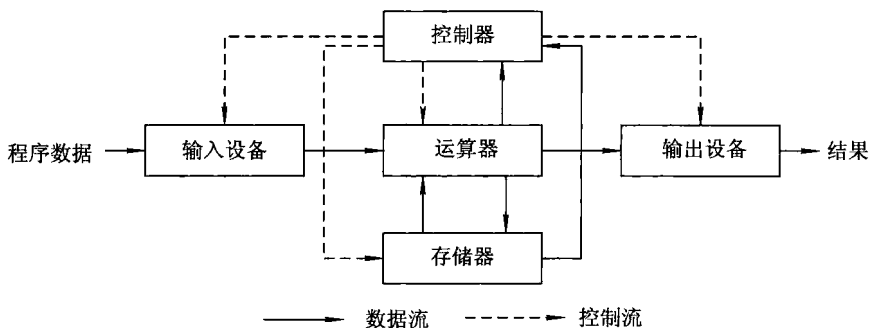 控制器
程序数据
输入设备
运算器
输出设备
结果
存储器
数据流
控制流